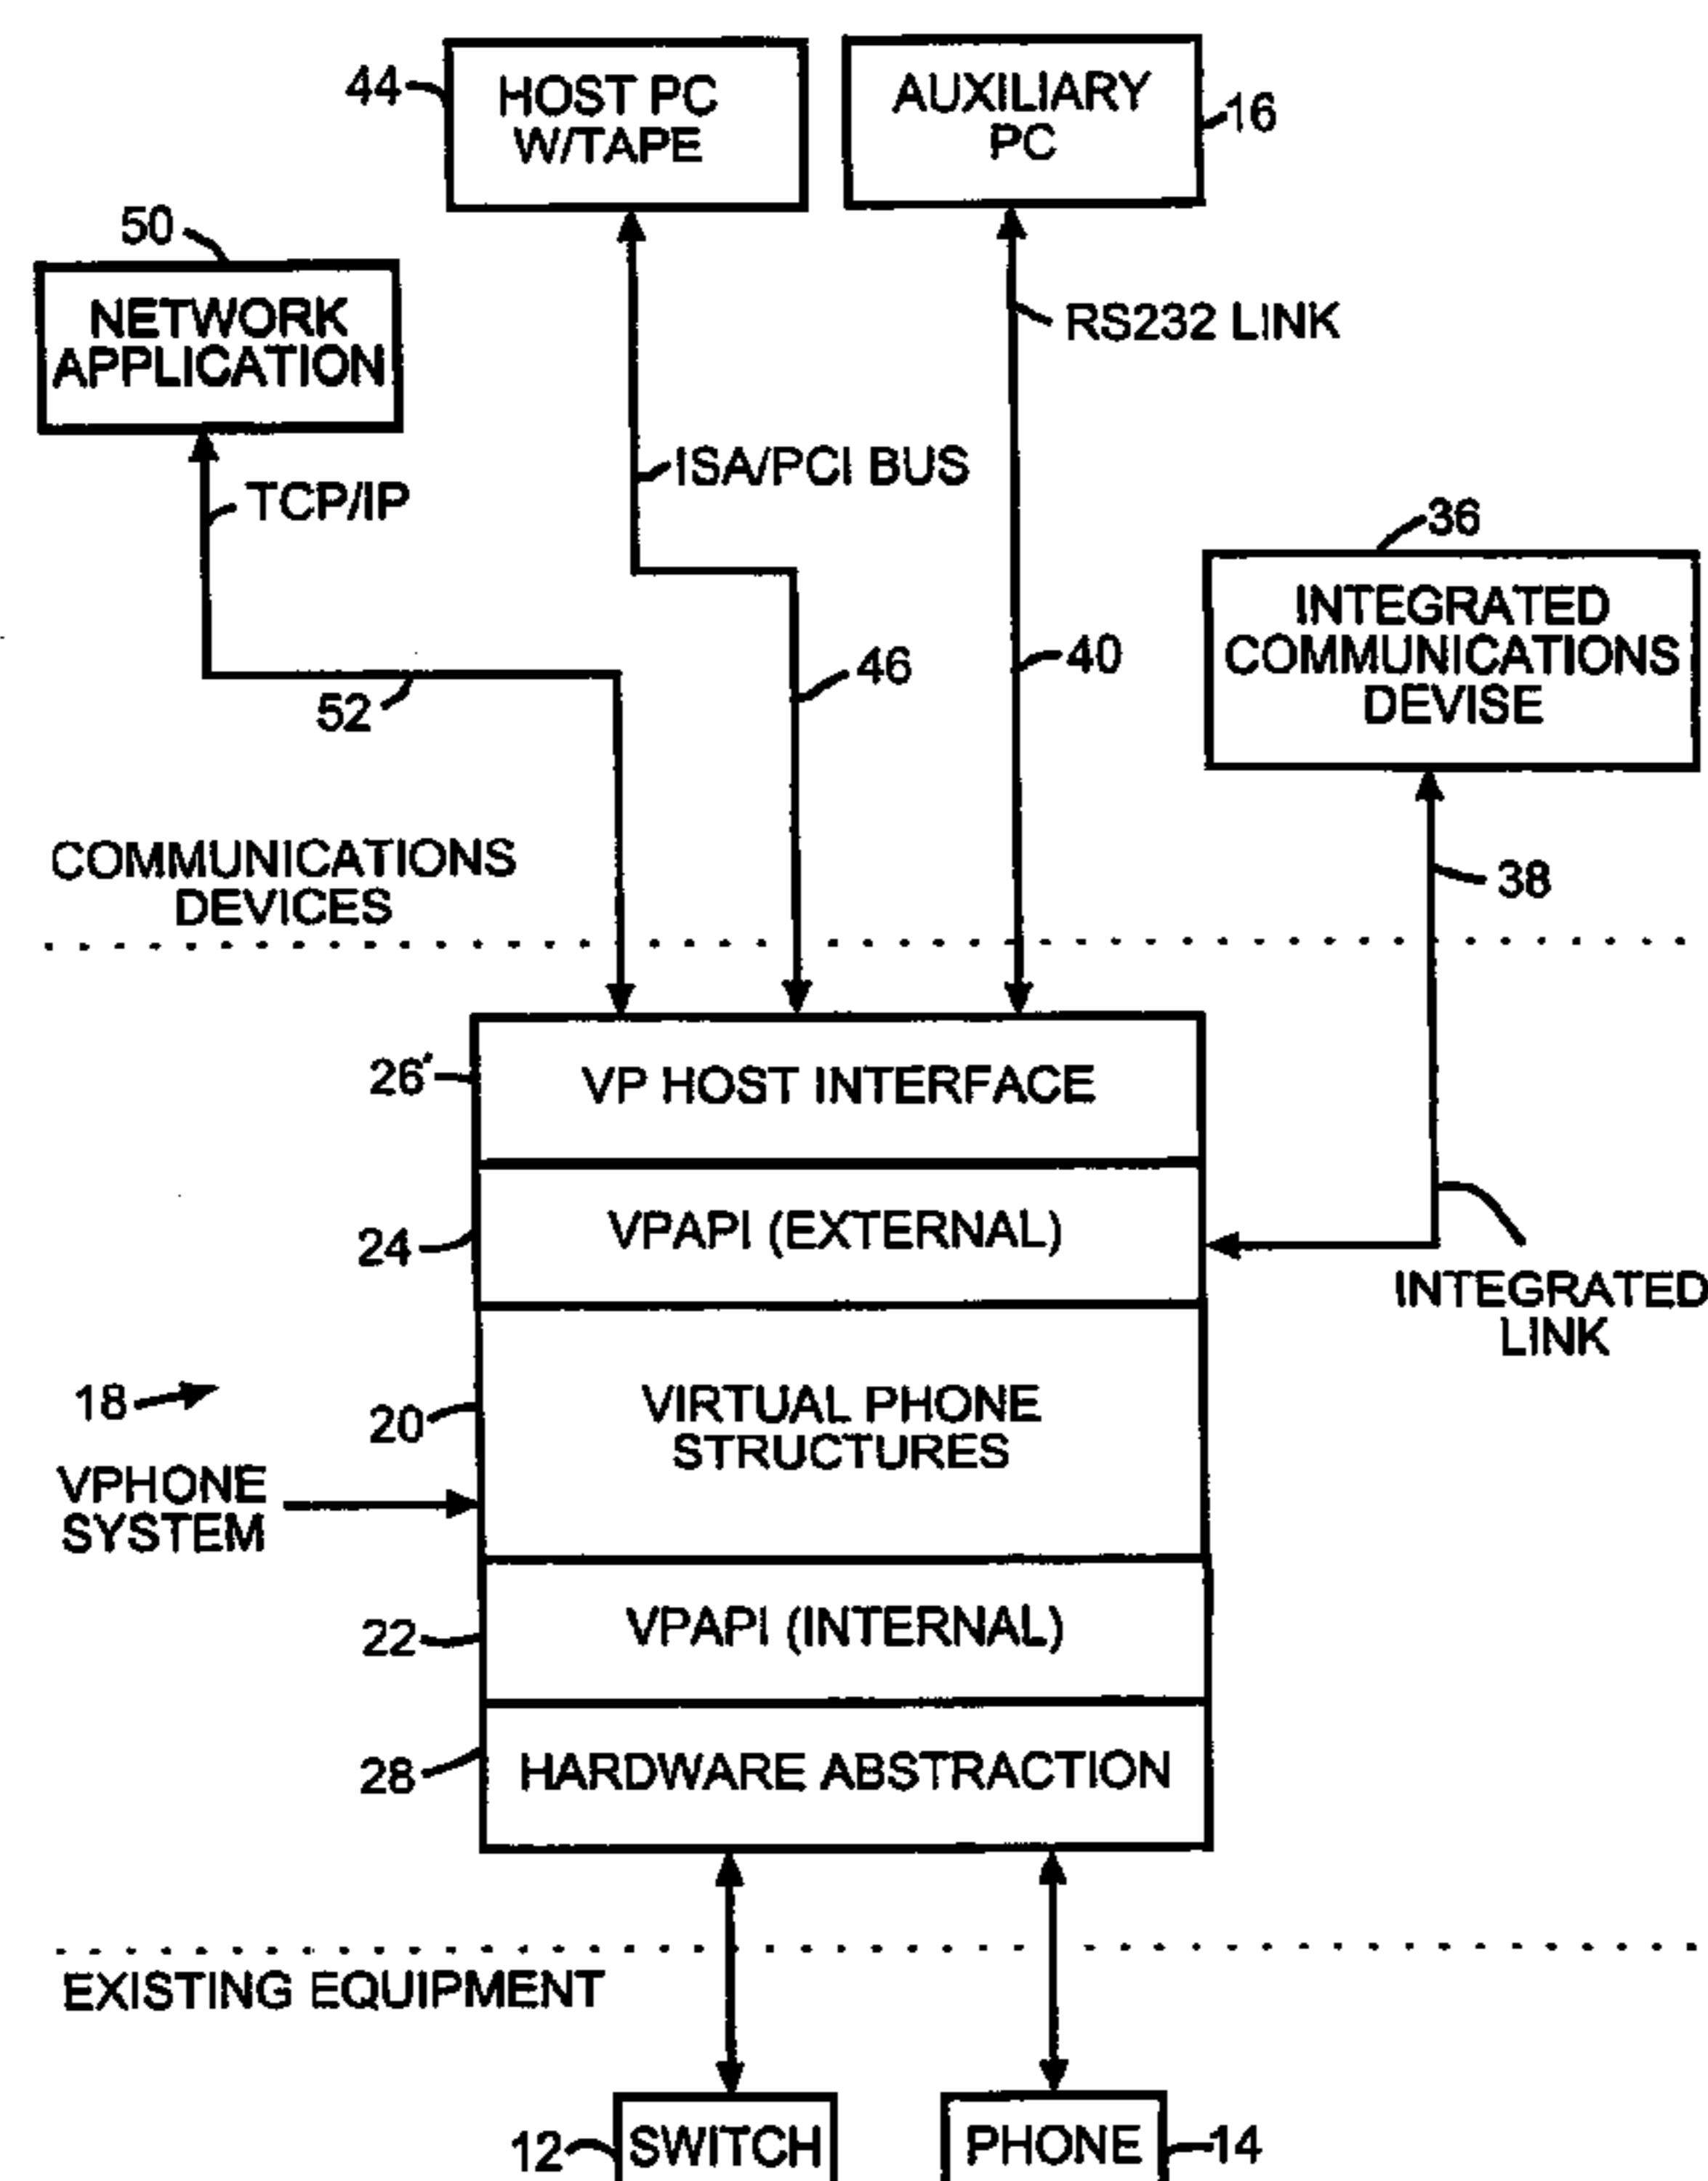 44
HOST PC
W/TAPE
AUXILIARY
PC
16
50
NETWORK
APPLICATION
RS232 LINK
ISA/PCI BUS
TCP/IP
36
INTEGRATED
COMMUNICATIONS
DEVISE
46
40
52
38
COMMUNICATIONS
DEVICES
26'
VP HOST INTERFACE
24
VPAPI (EXTERNAL)
INTEGRATED
LINK
18
20
VIRTUAL PHONE
STRUCTURES
VPHONE
SYSTEM
22
VPAPI (INTERNAL)
28
HARDWARE ABSTRACTION
EXISTING EQUIPMENT
12
SWITCH
PHONE
14